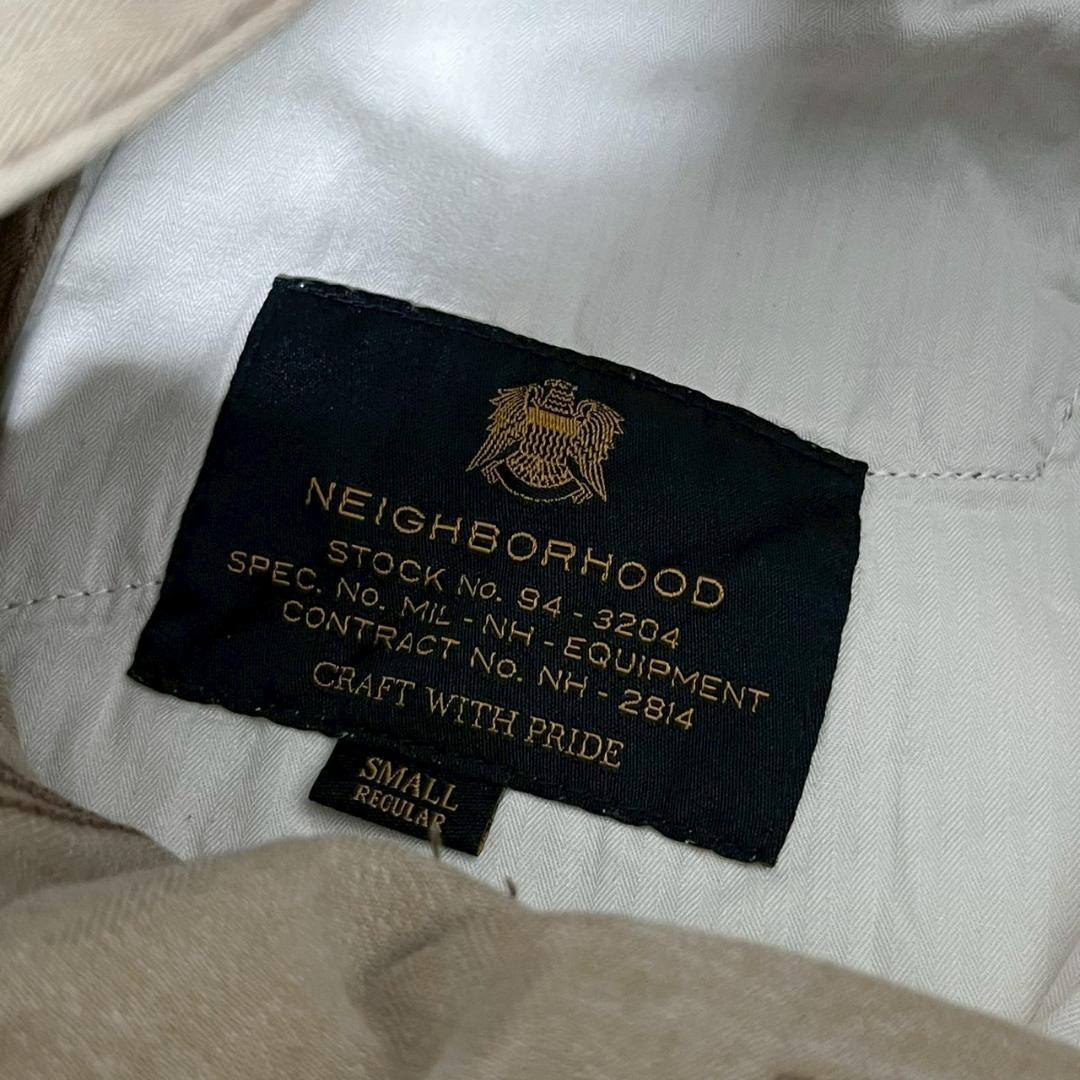 NEIGHBORHOOD
STOCK No. 94 - 3204
SPEC. No. MIL - NH - EQUIPMENT
CONTRACT No. NH - 2814
CRAFT WITH PRIDE
SMALL
REGULAR